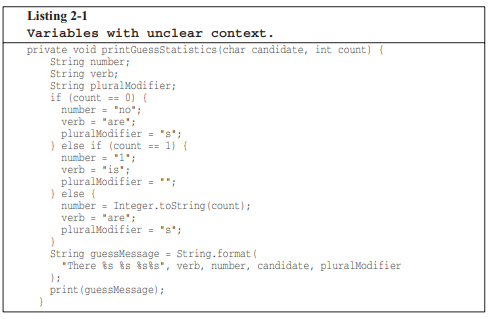 Listing 2-1
Variables with unclear context.
private void printGuessStatistics(char candidate, int count) {
String number;
String verb;
String pluralModifier;
if (count == 0) {
number = "no";
verb = "are";
pluralModifier = "s";
} else if (count == 1) {
number = "1";
verb = "is";
pluralModifier = "";
} else {
number = Integer.toString(count);
verb = "are";
pluralModifier = "s";
}
String guessMessage = String.format(
"There %s %s %s%s", verb, number, candidate, pluralModifier
);
print(guessMessage);
}